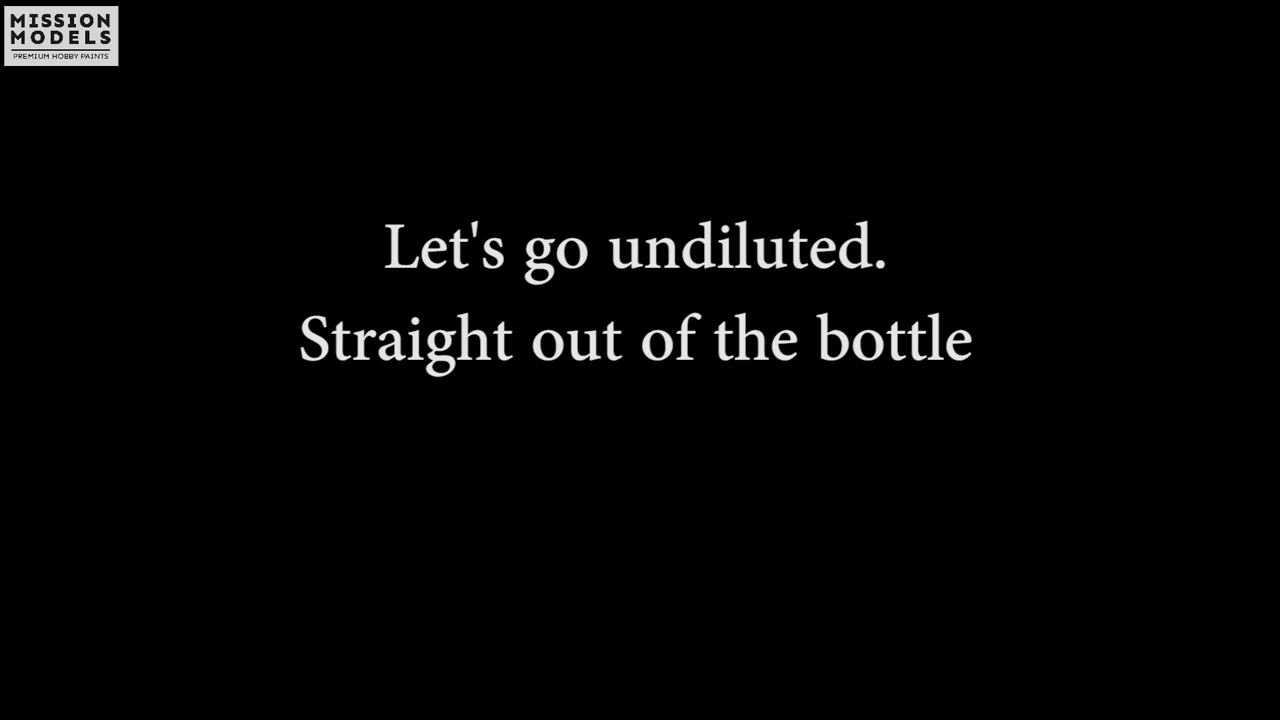 MISSION
MODELS
PREMIUM HOBBY PAINTS
Let's go undiluted.
Straight out of the bottle